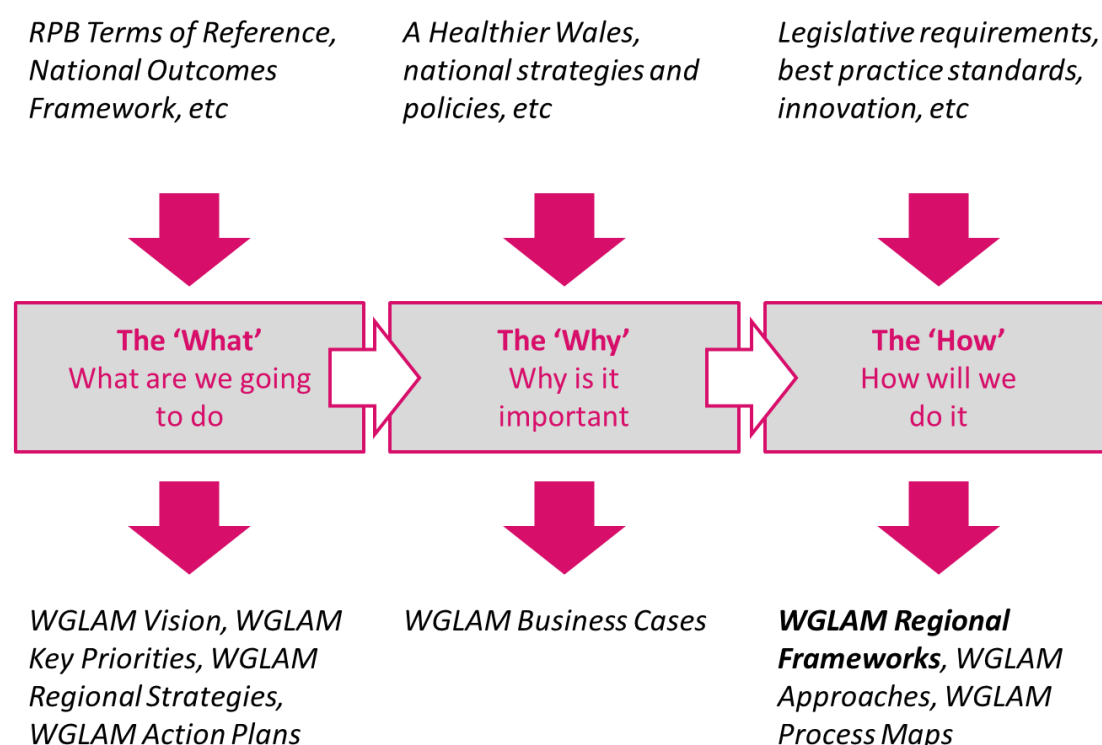 RPB Terms of Reference,
National Outcomes
Framework, etc
A Healthier Wales,
national strategies and
policies, etc
Legislative requirements,
best practice standards,
innovation, etc
The ‘What’
What are we going
to do
The ‘Why’
Why is it
important
The ‘How’
How will we
do it
WGLAM Vision, WGLAM
Key Priorities, WGLAM
Regional Strategies,
WGLAM Action Plans
WGLAM Business Cases
WGLAM Regional
Frameworks, WGLAM
Approaches, WGLAM
Process Maps